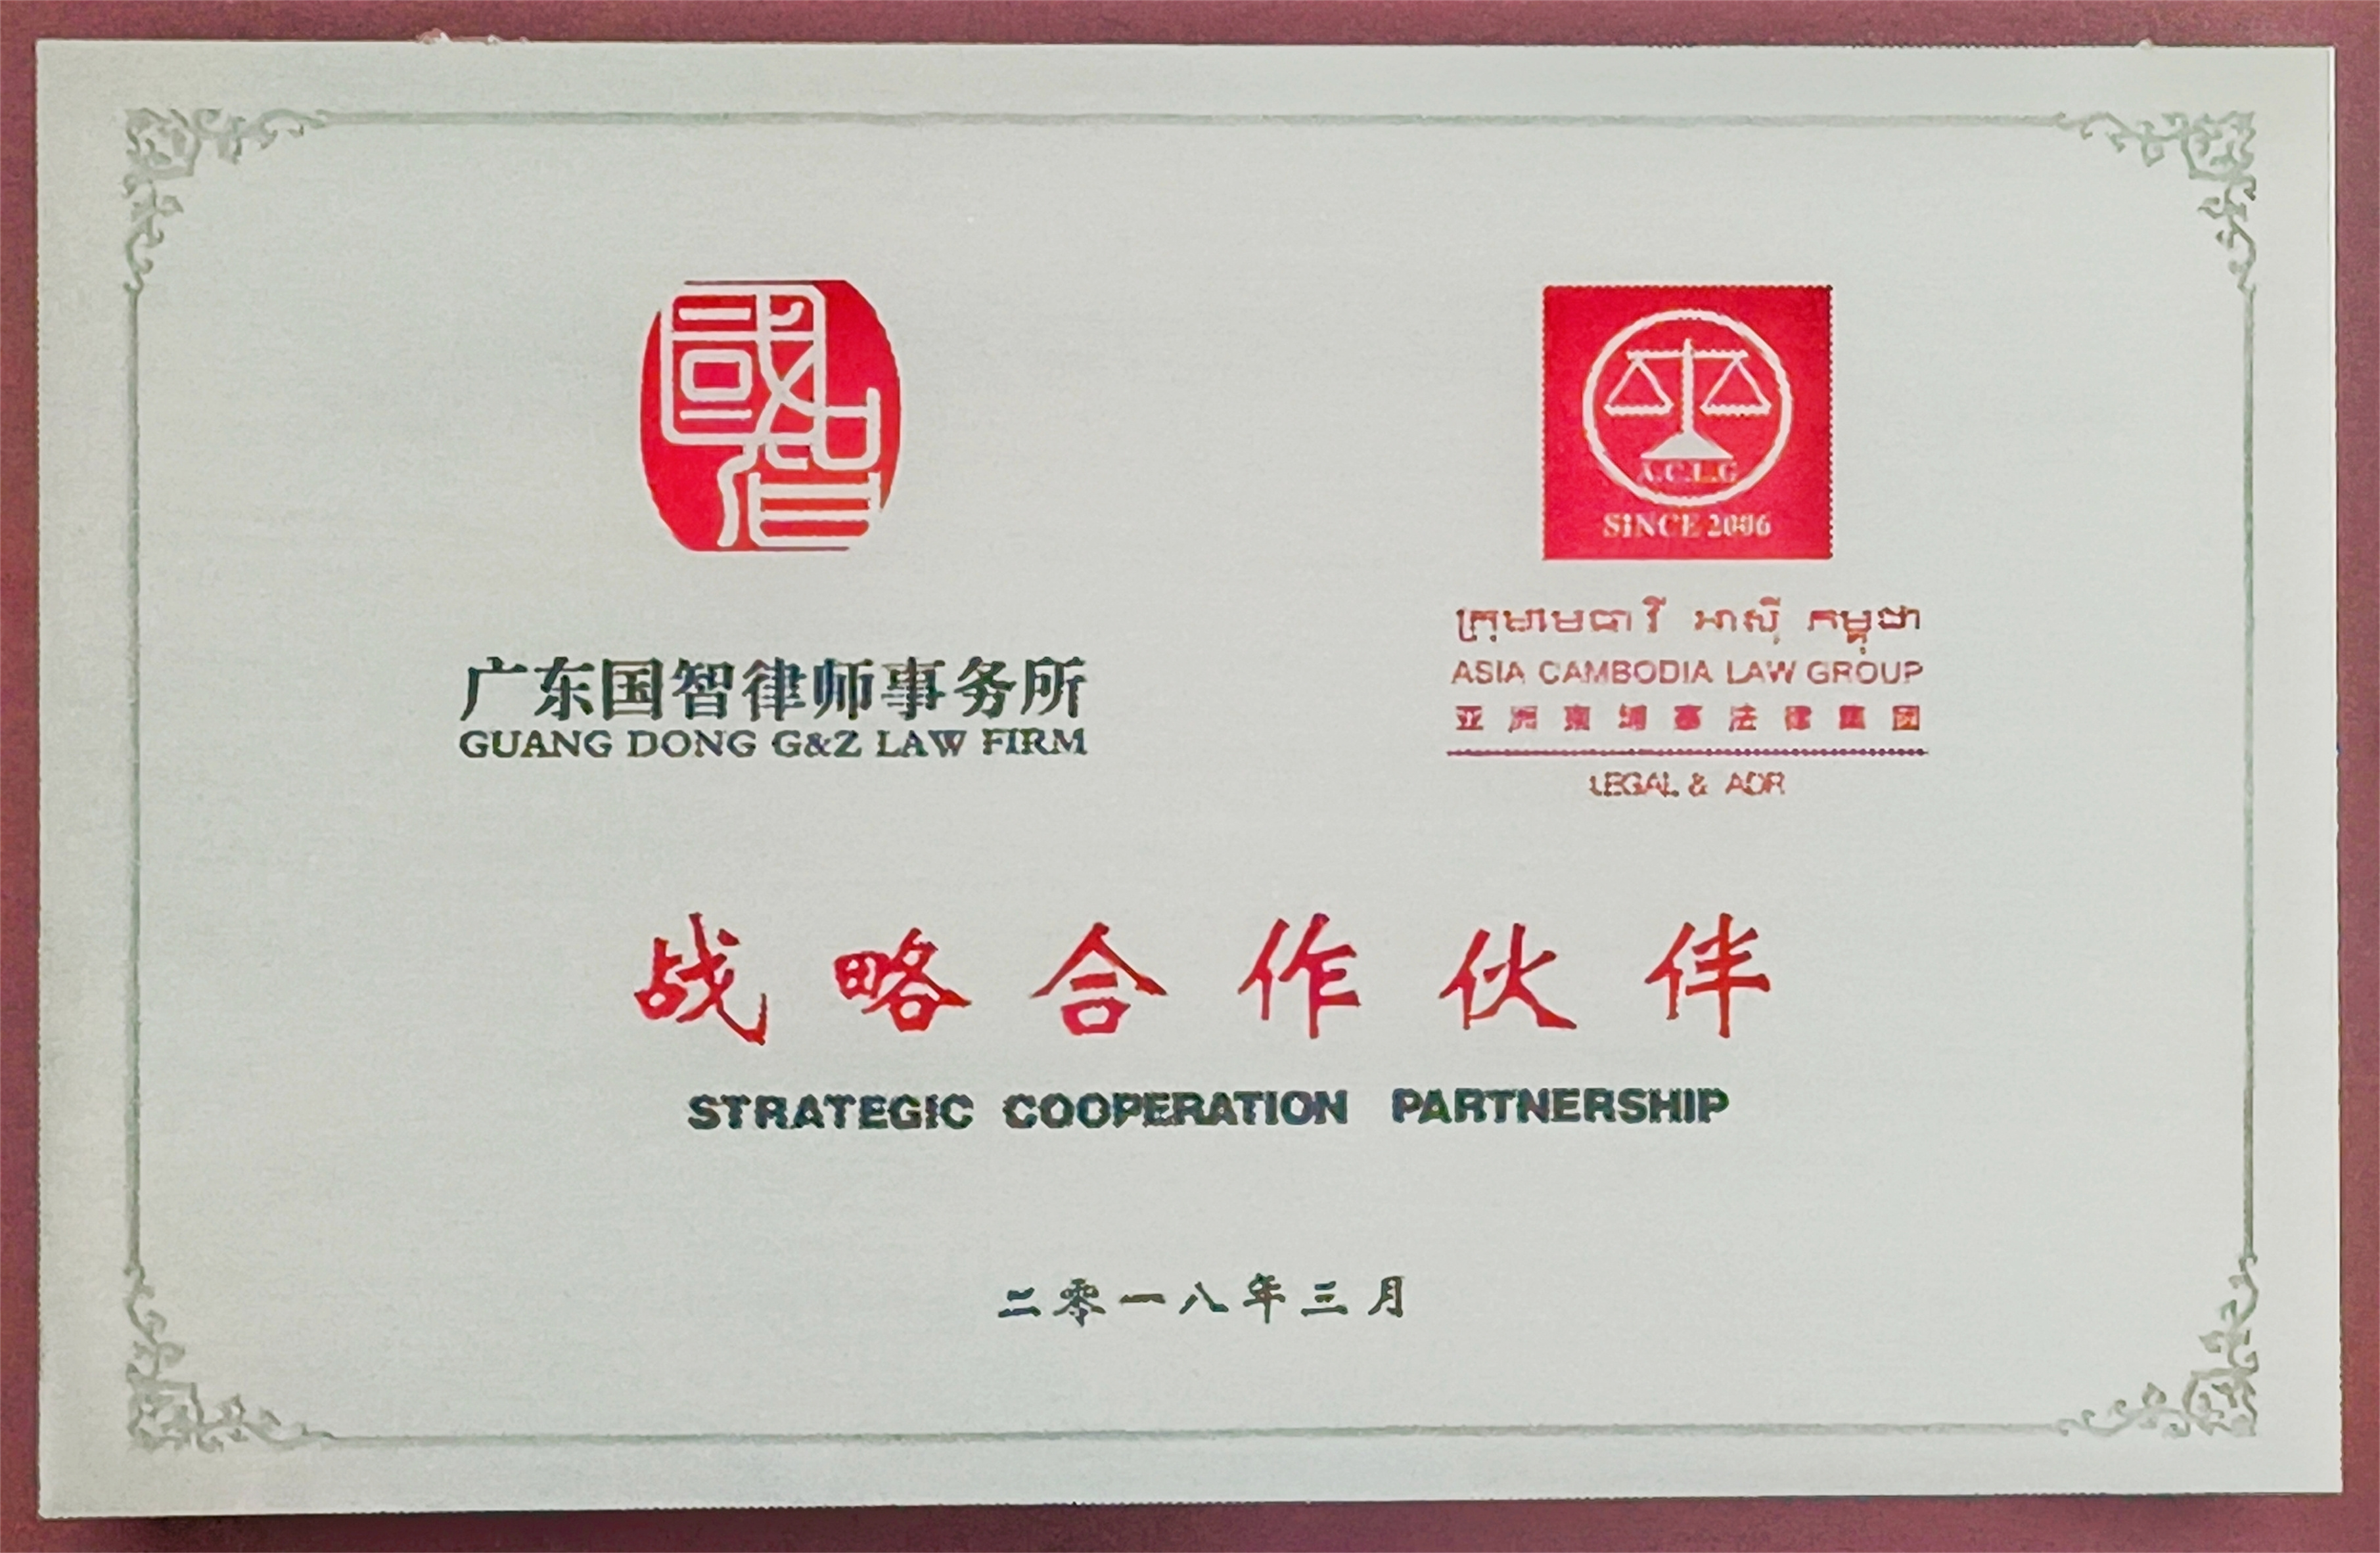 國智
A.C.L.G
SINCE 2006
广东国智律师事务所
GUANG DONG G&Z LAW FIRM
ក្រុមមេធាវី អាស៊ី កម្ពុជា
ASIA CAMBODIA LAW GROUP
亚洲柬埔寨法律集团
LEGAL & ADR
战略合作伙伴
STRATEGIC COOPERATION PARTNERSHIP
二零一八年三月